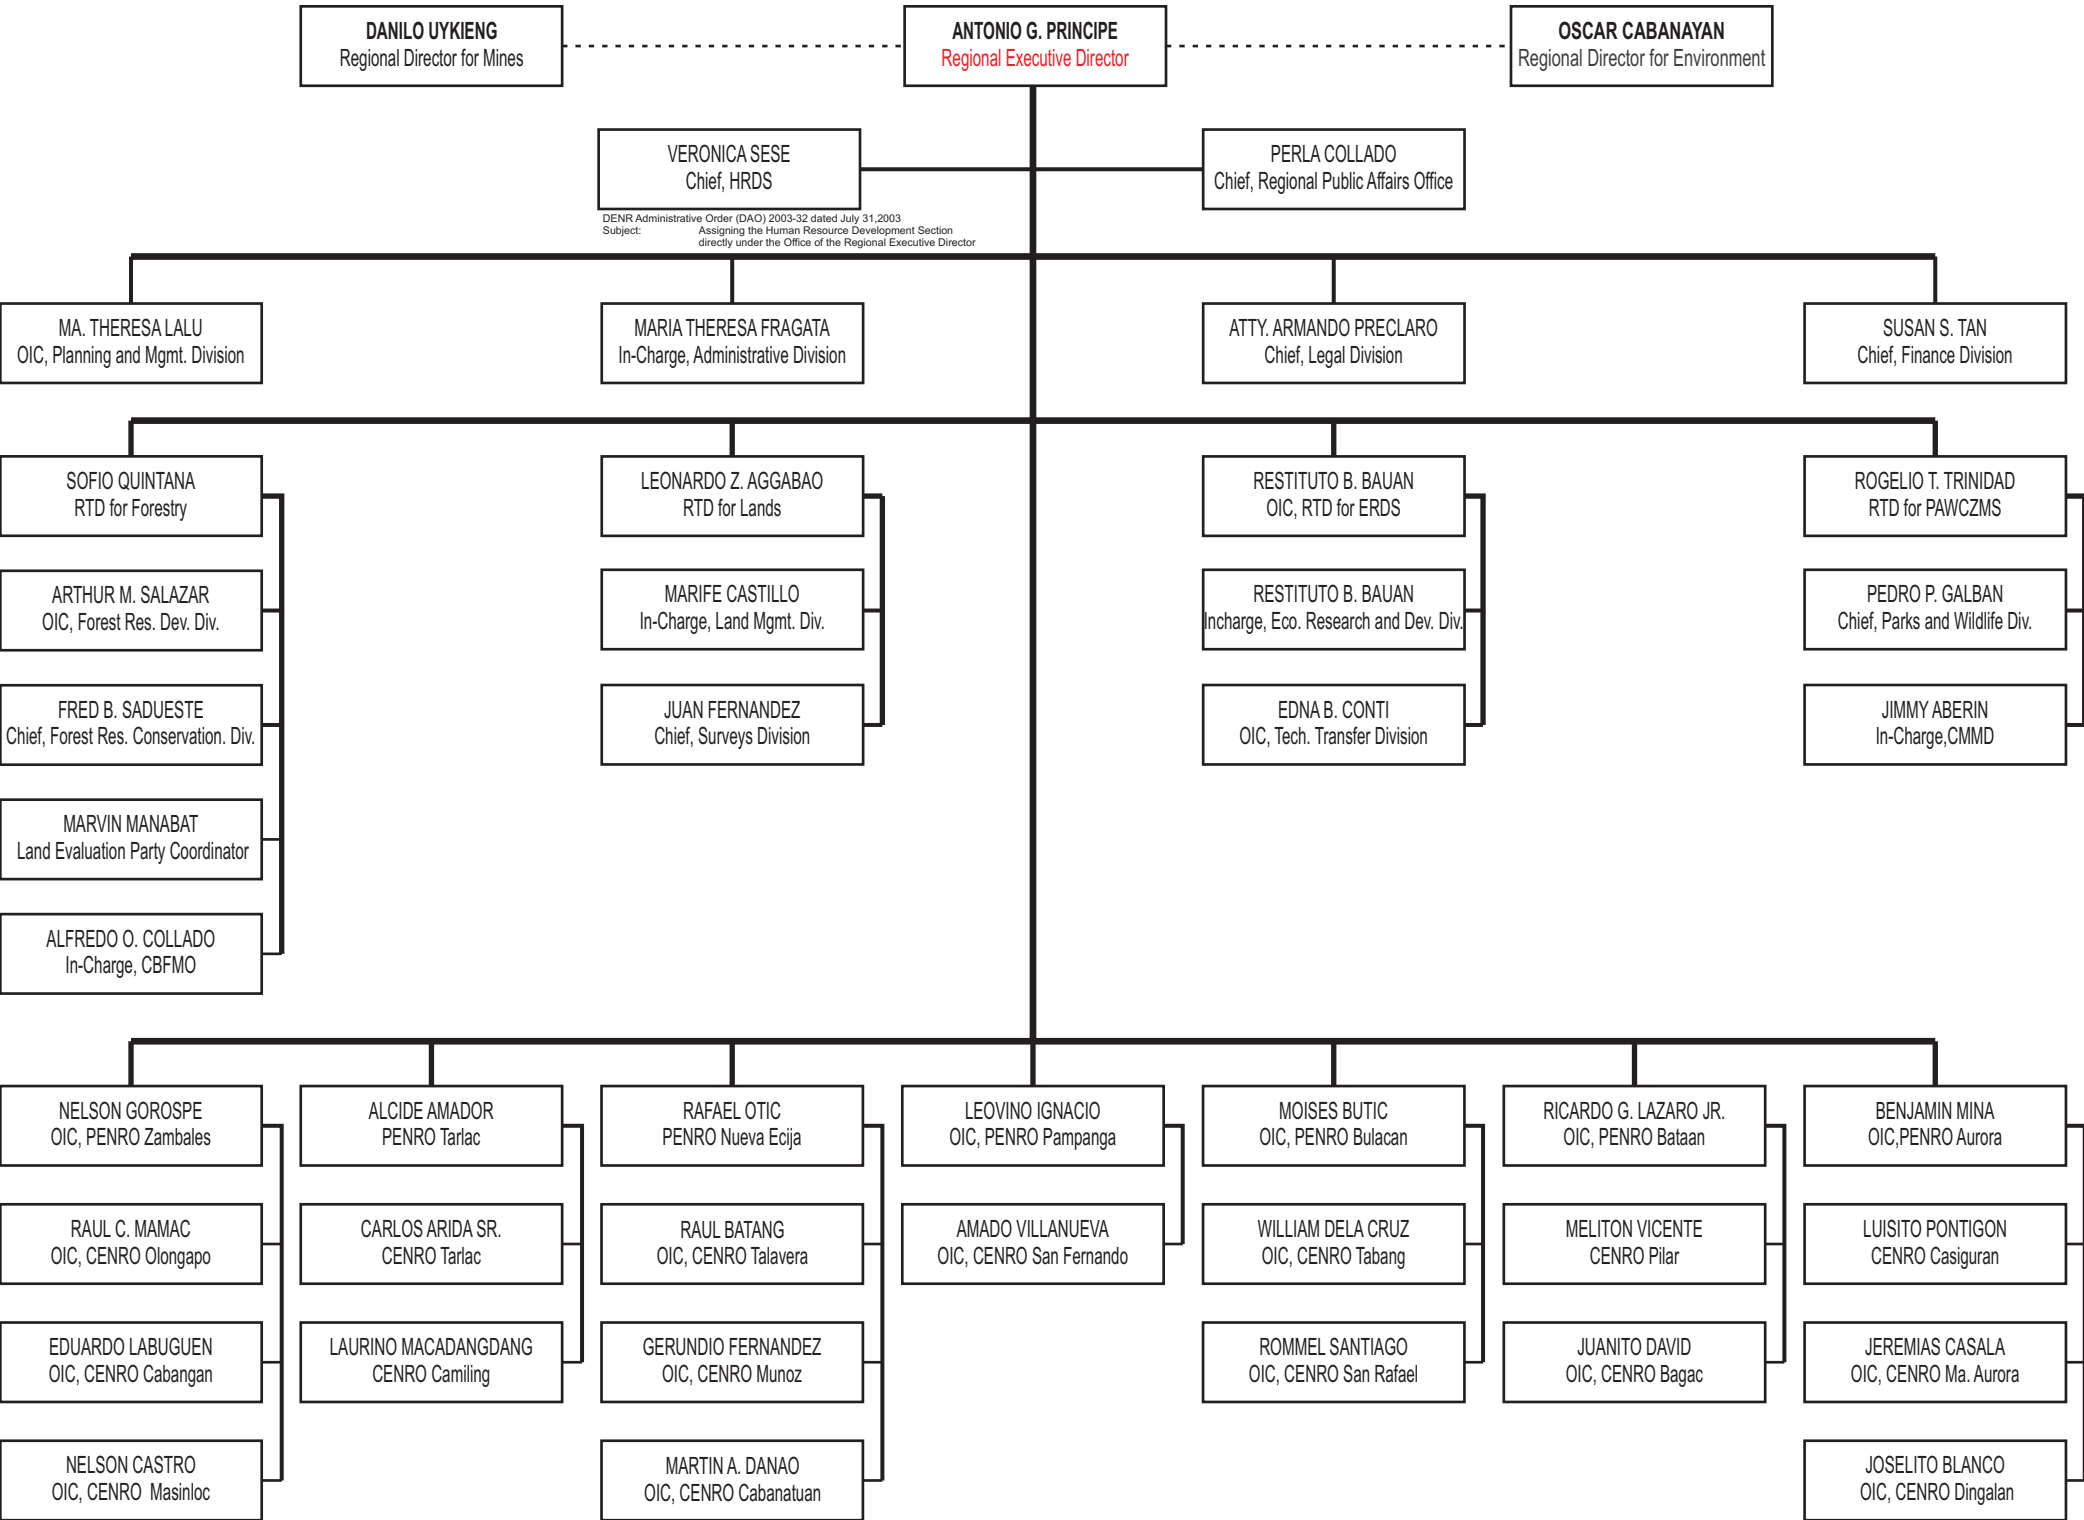 DANILO UYKIENG
Regional Director for Mines
ANTONIO G. PRINCIPE
Regional Executive Director
OSCAR CABANAYAN
Regional Director for Environment
VERONICA SESE
Chief, HRDS
PERLA COLLADO
Chief, Regional Public Affairs Office
DENR Administrative Order (DAO) 2003-32 dated July 31,2003
Subject: Assigning the Human Resource Development Section
directly under the Office of the Regional Executive Director
MA. THERESA LALU
OIC, Planning and Mgmt. Division
MARIA THERESA FRAGATA
In-Charge, Administrative Division
ATTY. ARMANDO PRECLARO
Chief, Legal Division
SUSAN S. TAN
Chief, Finance Division
SOFIO QUINTANA
RTD for Forestry
LEONARDO Z. AGGABAO
RTD for Lands
RESTITUTO B. BAUAN
OIC, RTD for ERDS
ROGELIO T. TRINIDAD
RTD for PAWCZMS
ARTHUR M. SALAZAR
OIC, Forest Res. Dev. Div.
MARIFE CASTILLO
In-Charge, Land Mgmt. Div.
RESTITUTO B. BAUAN
Incharge, Eco. Research and Dev. Div.
PEDRO P. GALBAN
Chief, Parks and Wildlife Div.
FRED B. SADUESTE
Chief, Forest Res. Conservation. Div.
JUAN FERNANDEZ
Chief, Surveys Division
EDNA B. CONTI
OIC, Tech. Transfer Division
JIMMY ABERIN
In-Charge,CMMD
MARVIN MANABAT
Land Evaluation Party Coordinator
ALFREDO O. COLLADO
In-Charge, CBFMO
NELSON GOROSPE
OIC, PENRO Zambales
ALCIDE AMADOR
PENRO Tarlac
RAFAEL OTIC
PENRO Nueva Ecija
LEOVINO IGNACIO
OIC, PENRO Pampanga
MOISES BUTIC
OIC, PENRO Bulacan
RICARDO G. LAZARO JR.
OIC, PENRO Bataan
BENJAMIN MINA
OIC,PENRO Aurora
RAUL C. MAMAC
OIC, CENRO Olongapo
CARLOS ARIDA SR.
CENRO Tarlac
RAUL BATANG
OIC, CENRO Talavera
AMADO VILLANUEVA
OIC, CENRO San Fernando
WILLIAM DELA CRUZ
OIC, CENRO Tabang
MELITON VICENTE
CENRO Pilar
LUISITO PONTIGON
CENRO Casiguran
EDUARDO LABUGUEN
OIC, CENRO Cabangan
LAURINO MACADANGDANG
CENRO Camiling
GERUNDIO FERNANDEZ
OIC, CENRO Munoz
ROMMEL SANTIAGO
OIC, CENRO San Rafael
JUANITO DAVID
OIC, CENRO Bagac
JEREMIAS CASALA
OIC, CENRO Ma. Aurora
NELSON CASTRO
OIC, CENRO Masinloc
MARTIN A. DANAO
OIC, CENRO Cabanatuan
JOSELITO BLANCO
OIC, CENRO Dingalan